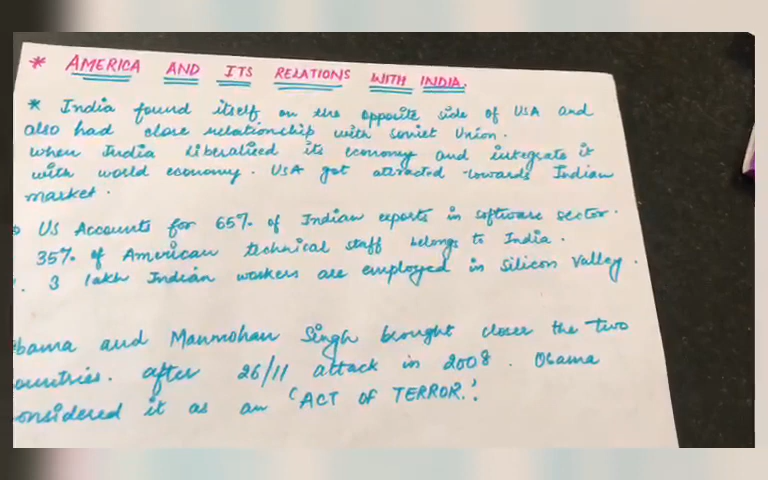 * AMERICA AND ITS RELATIONS WITH INDIA.
* India found itself on the opposite side of USA and
also had close relationship with soviet Union.
when India liberalized its economy and integrate it
with world economy. USA got attracted towards Indian
market.
US Accounts for 65% of Indian exports in software sector.
35% of American technical staff belongs to India.
3 lakh Indian workers are employed in Silicon Valley.
bama and Manmohan Singh brought closer the two
ountries. after 26/11 attack in 2008. Obama
onsidered it as an 'ACT OF TERROR.'